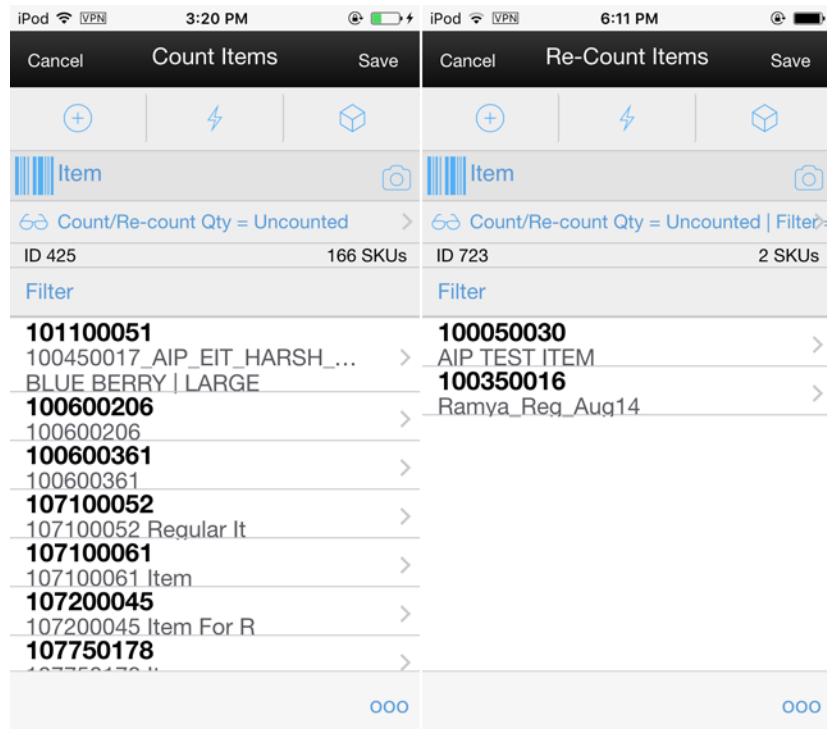 iPod VPN 3:20 PM
Cancel Count Items Save
Item
Count/Re-count Qty = Uncounted
ID 425 166 SKUs
Filter
101100051
100450017_AIP_EIT_HARSH_...
BLUE BERRY | LARGE
100600206
100600206
100600361
100600361
107100052
107100052 Regular It
107100061
107100061 Item
107200045
107200045 Item For R
107750178
ooo
iPod VPN 6:11 PM
Cancel Re-Count Items Save
Item
Count/Re-count Qty = Uncounted | Filter =
ID 723 2 SKUs
Filter
100050030
AIP TEST ITEM
100350016
Ramya_Reg_Aug14
ooo